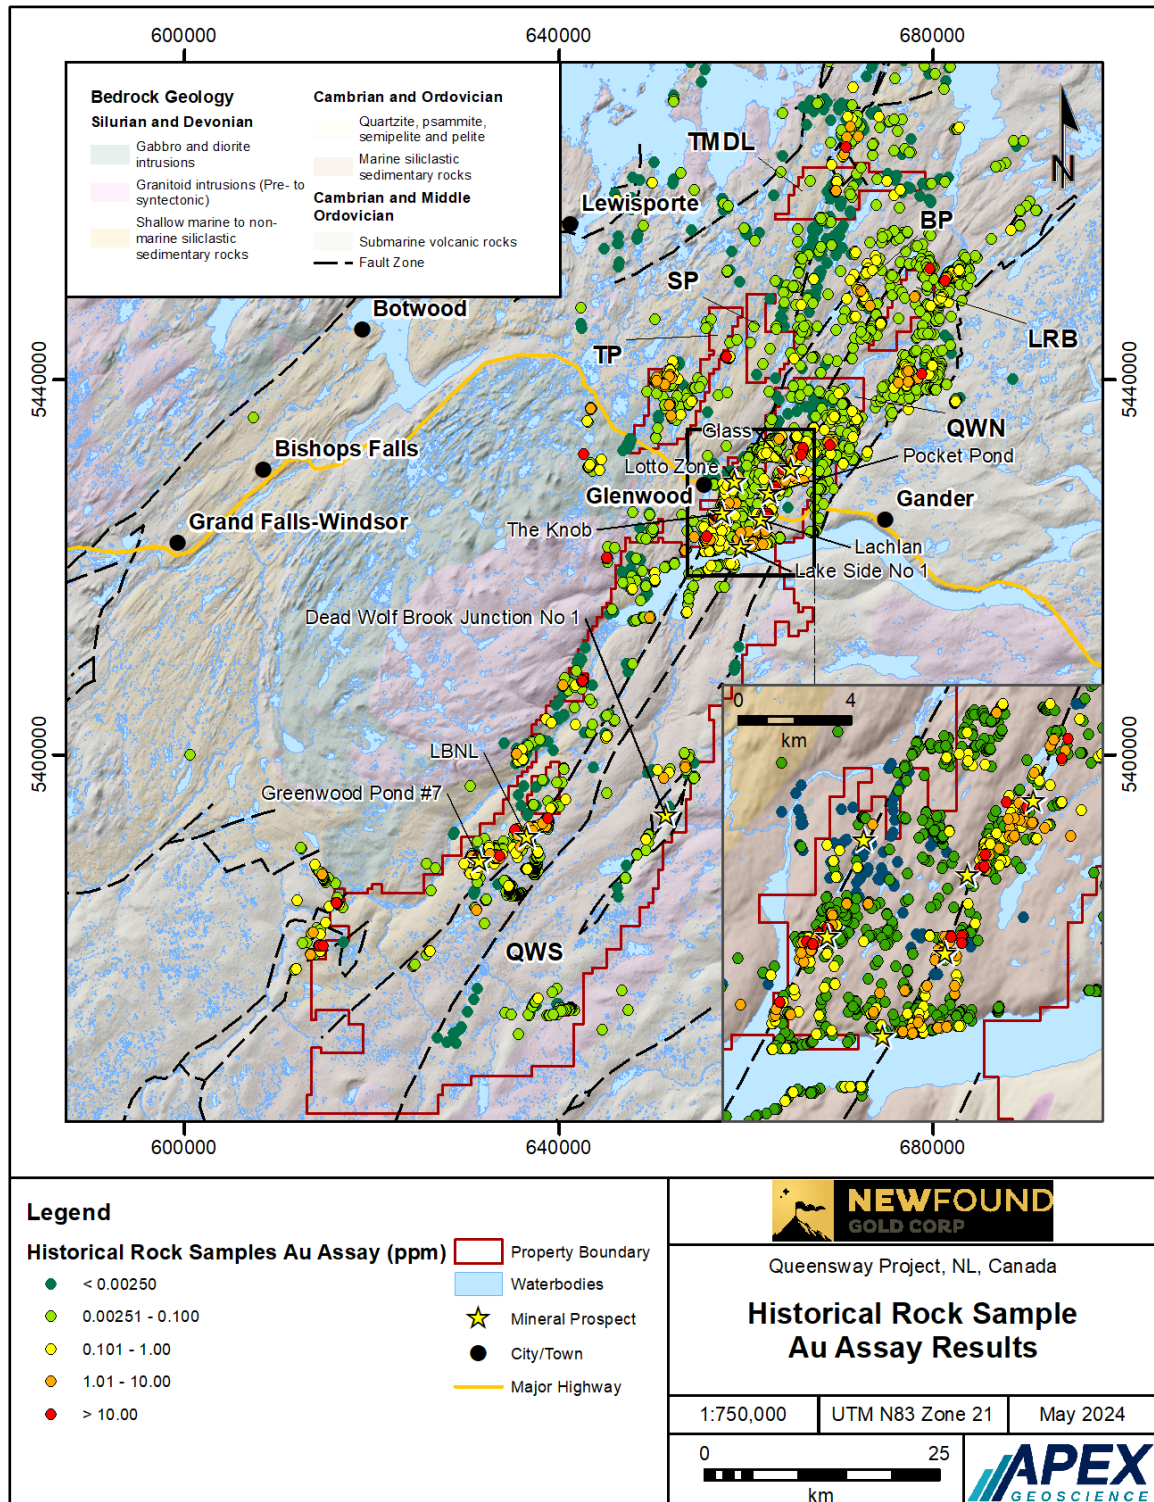 600000
640000
680000
Bedrock Geology
Silurian and Devonian
Gabbro and diorite
intrusions
Granitoid intrusions (Pre- to
syntectonic)
Shallow marine to non-
marine siliclastic
sedimentary rocks
Cambrian and Ordovician
Quartzite, psammite,
semipelite and pelite
Marine siliclastic
sedimentary rocks
Cambrian and Middle
Ordovician
Submarine volcanic rocks
Fault Zone
N
TMDL
Lewisporte
BP
SP
Botwood
LRB
TP
5440000
5440000
QWN
Glass
Pocket Pond
Bishops Falls
Lotto Zone
Glenwood
Gander
Grand Falls-Windsor
The Knob
Lachlan
Lake Side No 1
Dead Wolf Brook Junction No 1
0
4
km
LBNL
5400000
5400000
Greenwood Pond #7
QWS
600000
640000
680000
Legend
Historical Rock Samples Au Assay (ppm)
< 0.00250
0.00251 - 0.100
0.101 - 1.00
1.01 - 10.00
> 10.00
Property Boundary
Waterbodies
Mineral Prospect
City/Town
Major Highway
NEWFOUND
GOLD CORP
Queensway Project, NL, Canada
Historical Rock Sample
Au Assay Results
1:750,000
UTM N83 Zone 21
May 2024
0
25
km
APEX
GEOSCIENCE